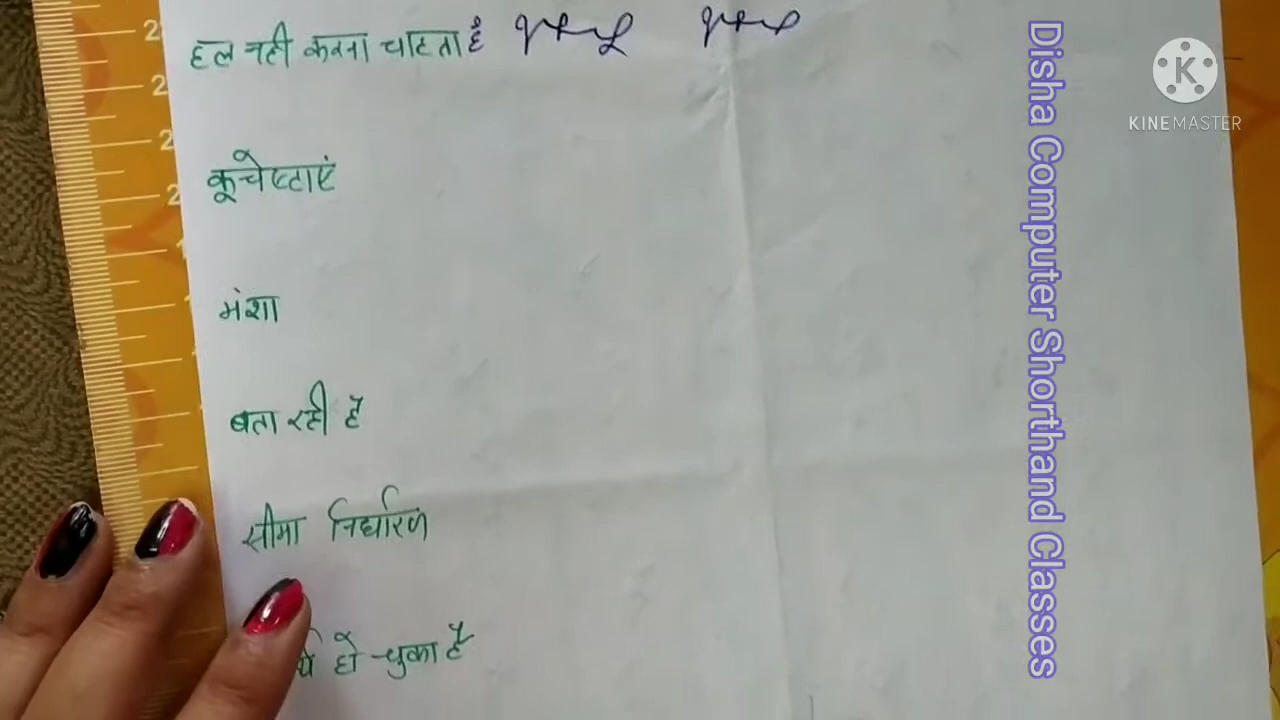 हल नही करना चाहता है
कूचेष्टाएं
मंशा
बता रही है
सीमा निर्धारण
हो चुका है
Disha Computer Shorthand Classes
K
KINEMASTER